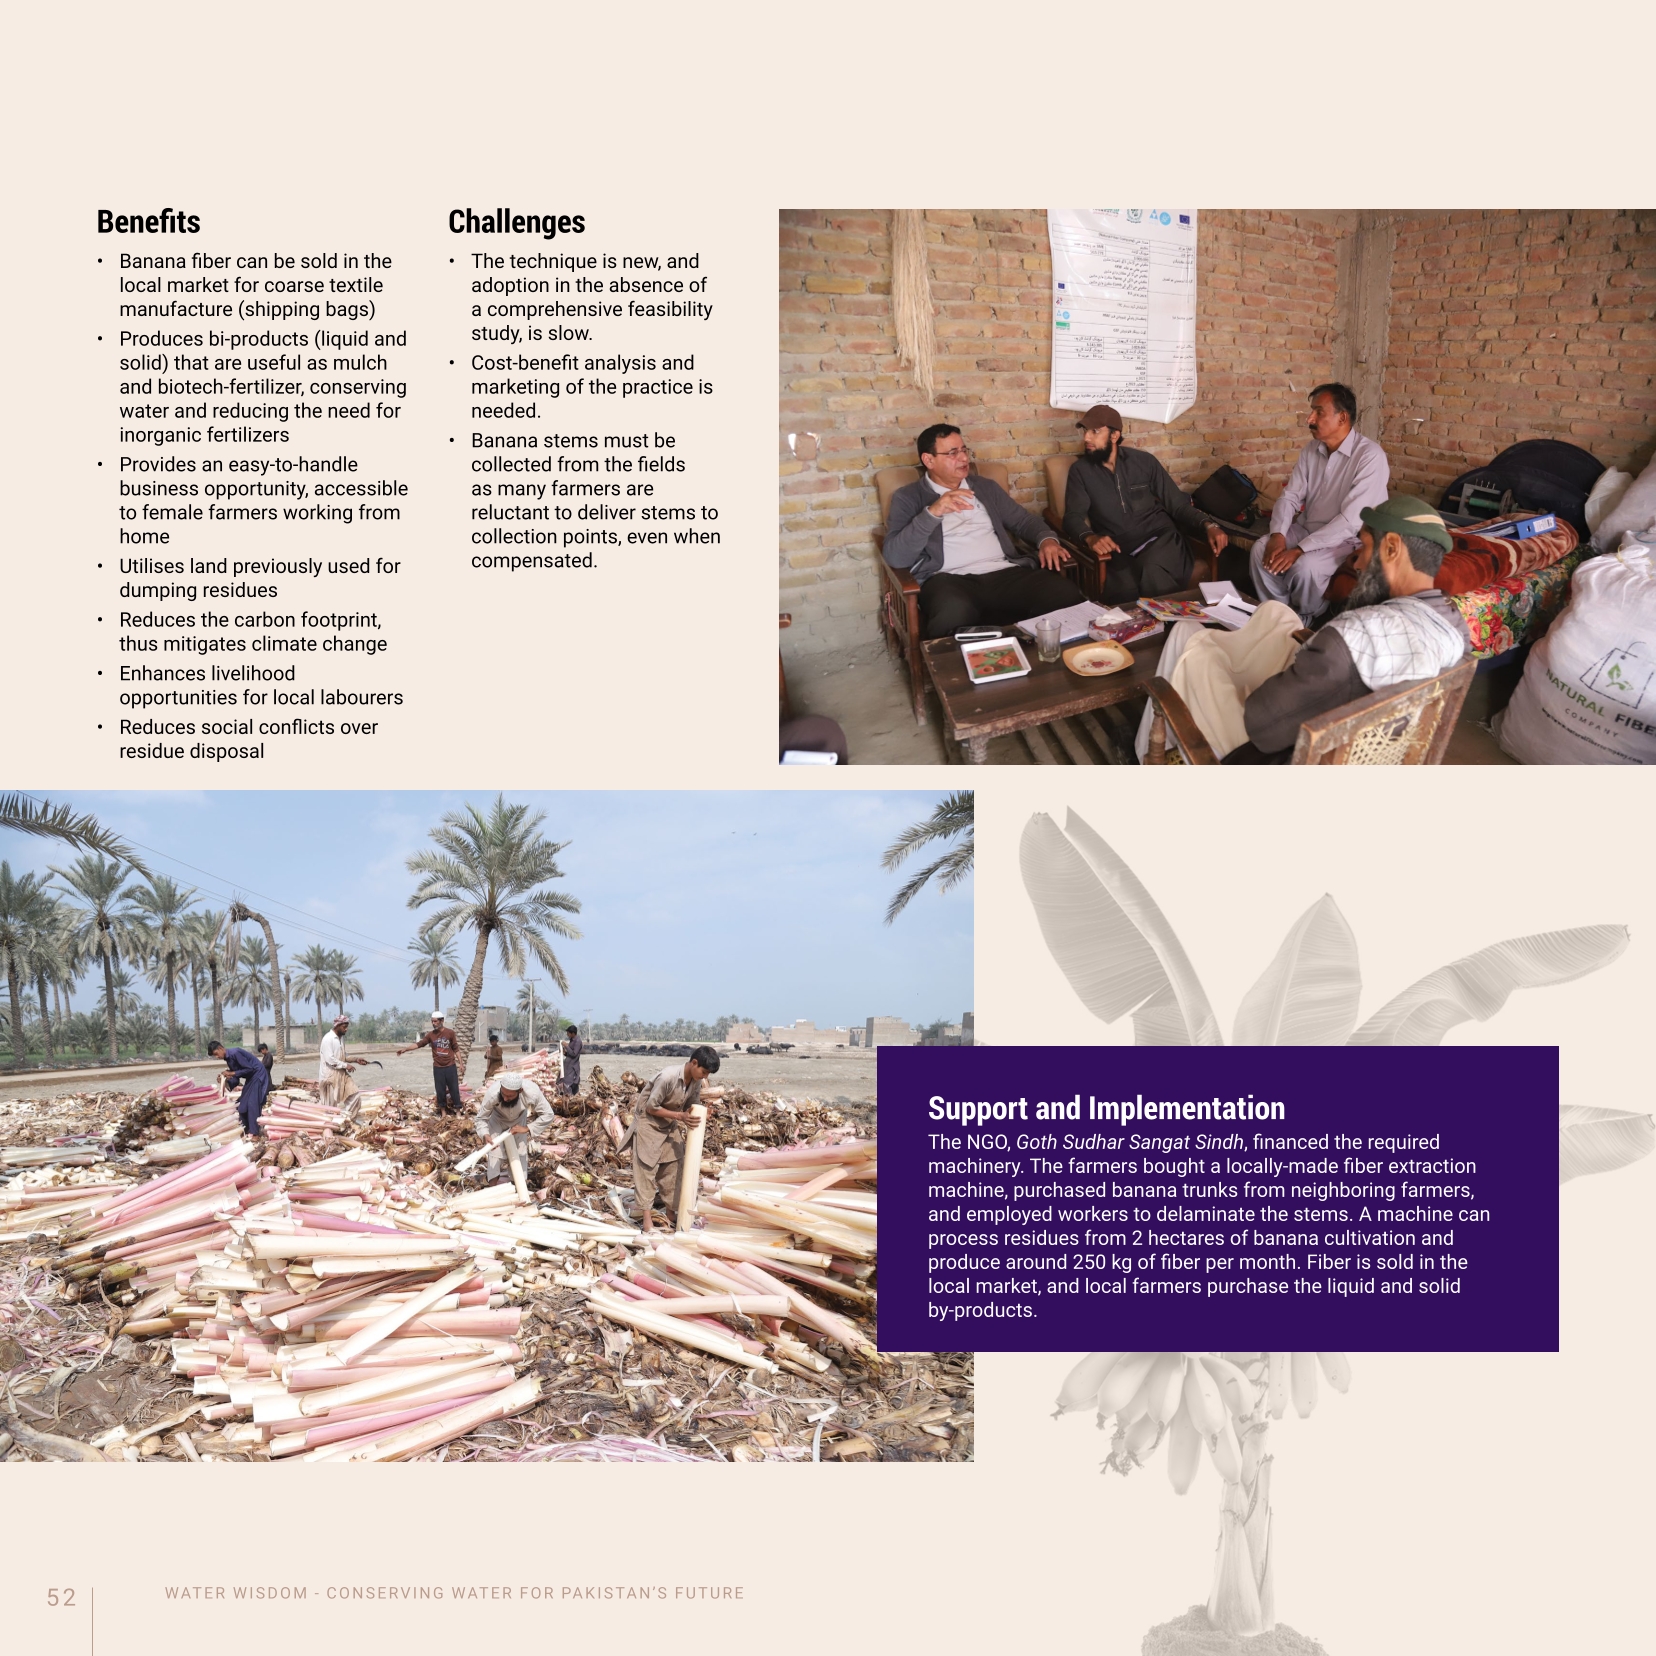 Benefits
• Banana fiber can be sold in the
local market for coarse textile
manufacture (shipping bags)
• Produces bi-products (liquid and
solid) that are useful as mulch
and biotech-fertilizer, conserving
water and reducing the need for
inorganic fertilizers
• Provides an easy-to-handle
business opportunity, accessible
to female farmers working from
home
• Utilises land previously used for
dumping residues
• Reduces the carbon footprint,
thus mitigates climate change
• Enhances livelihood
opportunities for local labourers
• Reduces social conflicts over
residue disposal
Challenges
• The technique is new, and
adoption in the absence of
a comprehensive feasibility
study, is slow.
• Cost-benefit analysis and
marketing of the practice is
needed.
• Banana stems must be
collected from the fields
as many farmers are
reluctant to deliver stems to
collection points, even when
compensated.
NATURAL FIBE
COMPANY
Support and Implementation
The NGO, Goth Sudhar Sangat Sindh, financed the required
machinery. The farmers bought a locally-made fiber extraction
machine, purchased banana trunks from neighboring farmers,
and employed workers to delaminate the stems. A machine can
process residues from 2 hectares of banana cultivation and
produce around 250 kg of fiber per month. Fiber is sold in the
local market, and local farmers purchase the liquid and solid
by-products.
52
WATER WISDOM - CONSERVING WATER FOR PAKISTAN'S FUTURE